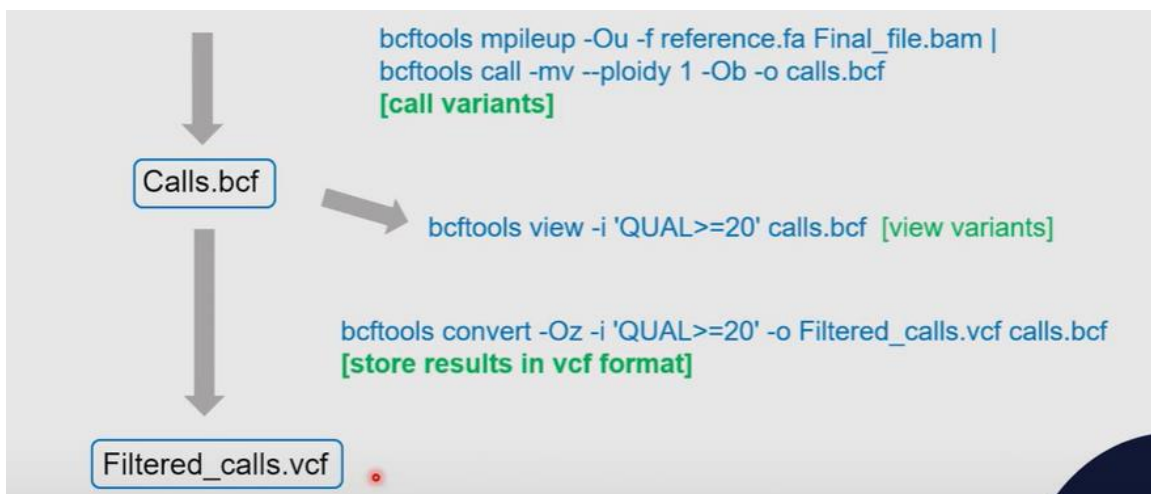 bcftools mpileup -Ou -f reference.fa Final_file.bam |
bcftools call -mv --ploidy 1 -Ob -o calls.bcf
[call variants]
Calls.bcf
bcftools view -i 'QUAL>=20' calls.bcf [view variants]
bcftools convert -Oz -i 'QUAL>=20' -o Filtered_calls.vcf calls.bcf
[store results in vcf format]
Filtered_calls.vcf